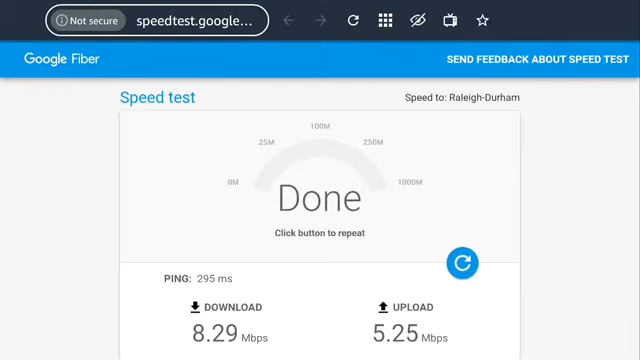 Not secure speedtest.google...
Google Fiber SEND FEEDBACK ABOUT SPEED TEST
Speed test Speed to: Raleigh-Durham
100M
25M 250M
0M 1000M
Done
Click button to repeat
PING: 295 ms
DOWNLOAD UPLOAD
8.29 Mbps 5.25 Mbps